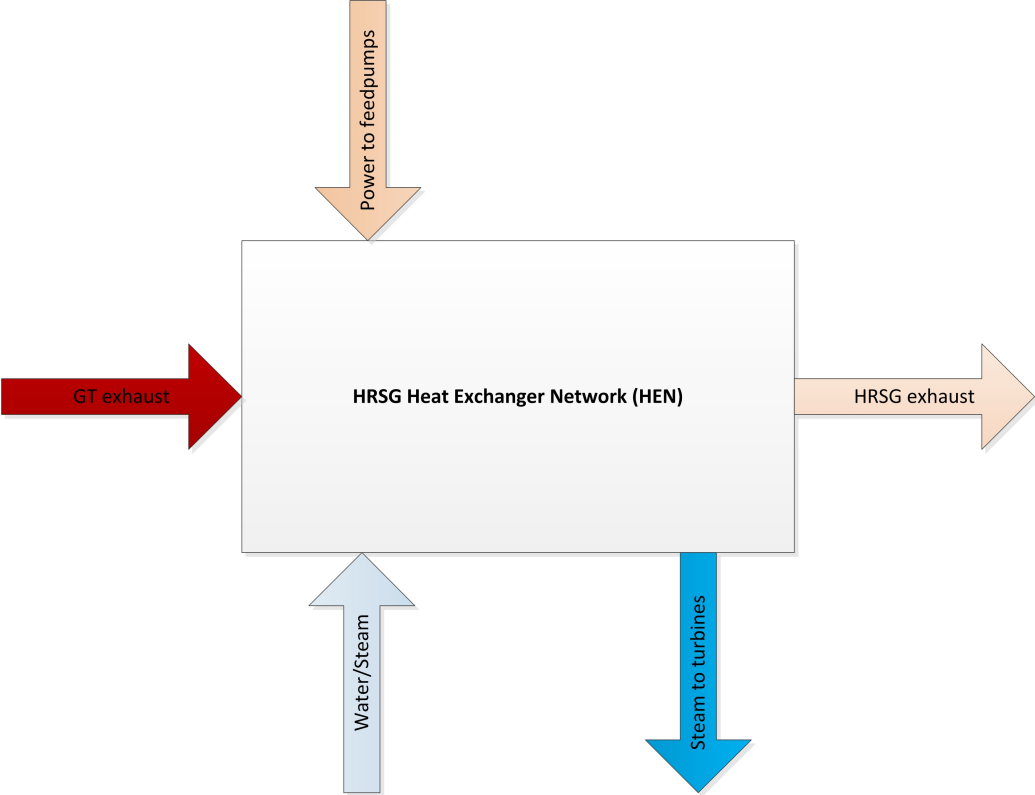 Power to feedpumps
GT exhaust
HRSG Heat Exchanger Network (HEN)
HRSG exhaust
Water/Steam
Steam to turbines